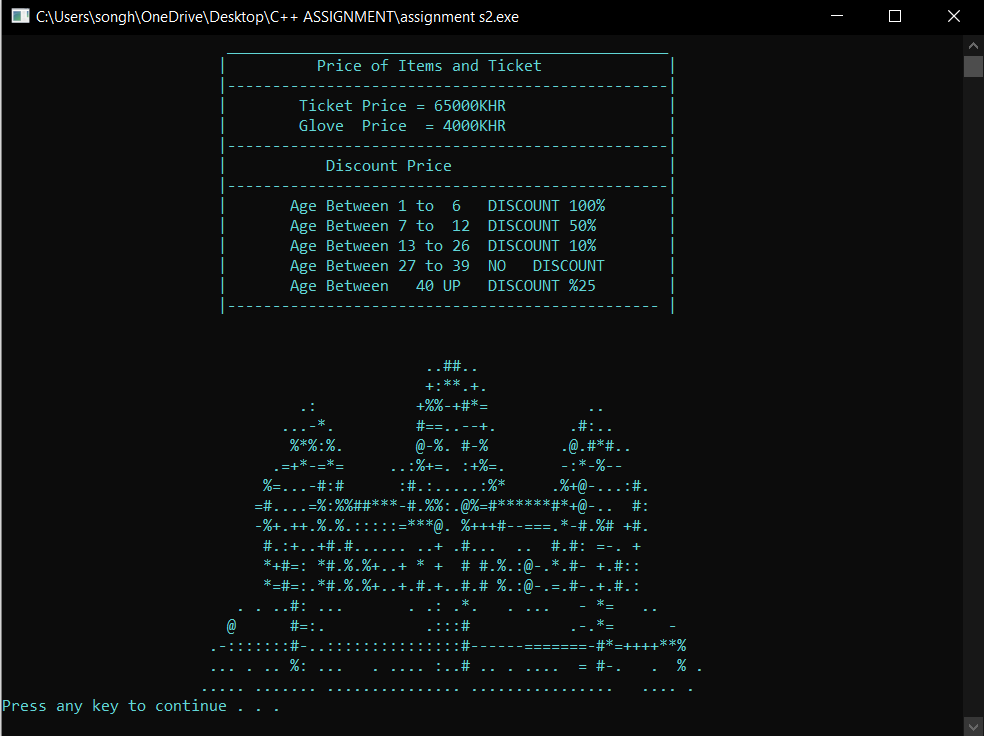 C:\Users\songh\OneDrive\Desktop\C++ ASSIGNMENT\assignment s2.exe
Price of Items and Ticket
Ticket Price = 65000KHR
Glove  Price  = 4000KHR
Discount Price
Age Between 1 to  6   DISCOUNT 100%
Age Between 7 to  12  DISCOUNT 50%
Age Between 13 to 26  DISCOUNT 10%
Age Between 27 to 39  NO   DISCOUNT
Age Between   40 UP   DISCOUNT %25
Press any key to continue . . .